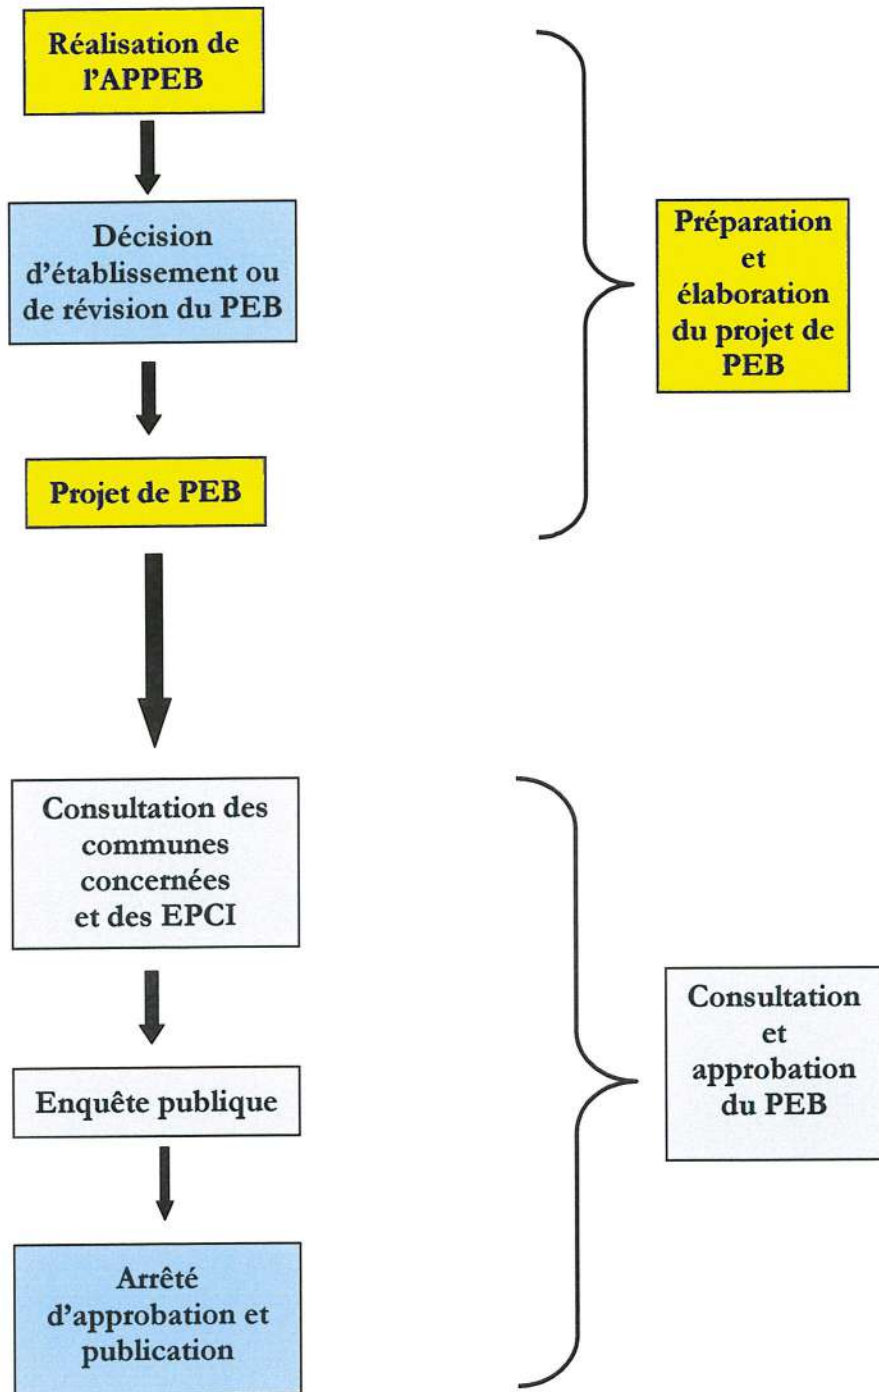 Réalisation de
l'APPEB
Décision
d'établissement ou
de révision du PEB
Projet de PEB
Préparation
et
élaboration
du projet de
PEB
Consultation des
communes
concernées
et des EPCI
Enquête publique
Arrêté
d'approbation et
publication
Consultation
et
approbation
du PEB